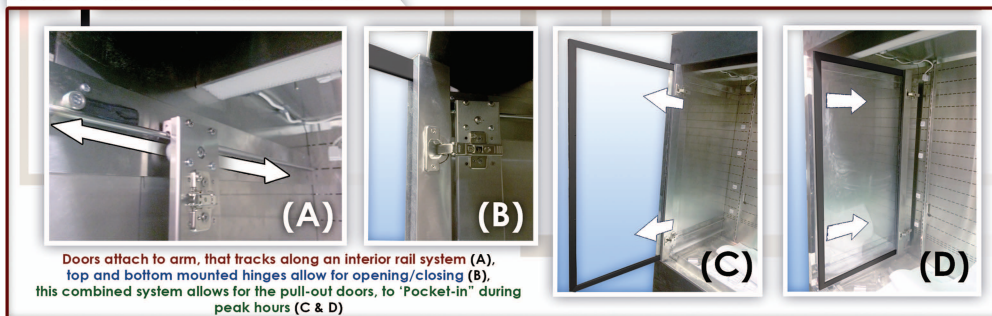 (A)
(B)
(C)
(D)
Doors attach to arm, that tracks along an interior rail system (A),
top and bottom mounted hinges allow for opening/closing (B),
this combined system allows for the pull-out doors, to ‘Pocket-in” during
peak hours (C & D)